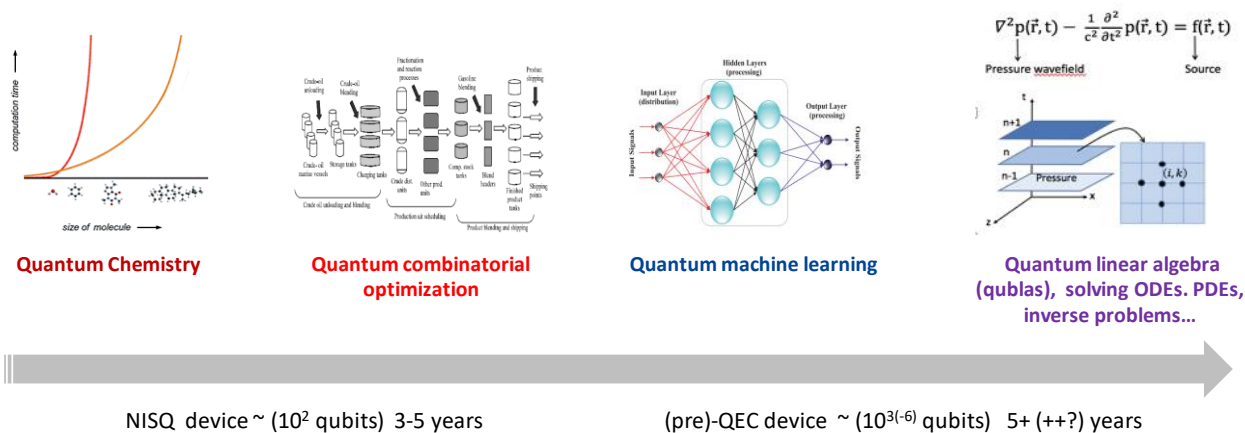 computation time
size of molecule
Crude-oil
unloading
Crude-oil
blending
Fractionation
and reaction
processes
Gasoline
blending
Product
shipping
Crude-oil
marine vessels
Storage tanks
Charging tanks
Crude dist.
units
Other prod.
units
Comp. stock
tanks
Blend
headers
Finished
product
tanks
Shipping
points
Crude oil unloading and blending
Production unit scheduling
Product blending and shipping
Hidden Layers
(processing)
Input Layer
(distribution)
Output Layer
(processing)
Input Signals
Output Signals
∇²p(r⃗, t) − 1/c² ∂²/∂t² p(r⃗, t) = f(r⃗, t)
Pressure wavefield
Source
t
n+1
n
n-1
Pressure
x
z
(i, k)
Quantum Chemistry
Quantum combinatorial
optimization
Quantum machine learning
Quantum linear algebra
(qublas), solving ODEs. PDEs,
inverse problems…
NISQ device ~ (10² qubits) 3-5 years
(pre)-QEC device ~ (10³⁽⁻⁶⁾ qubits) 5+ (++?) years